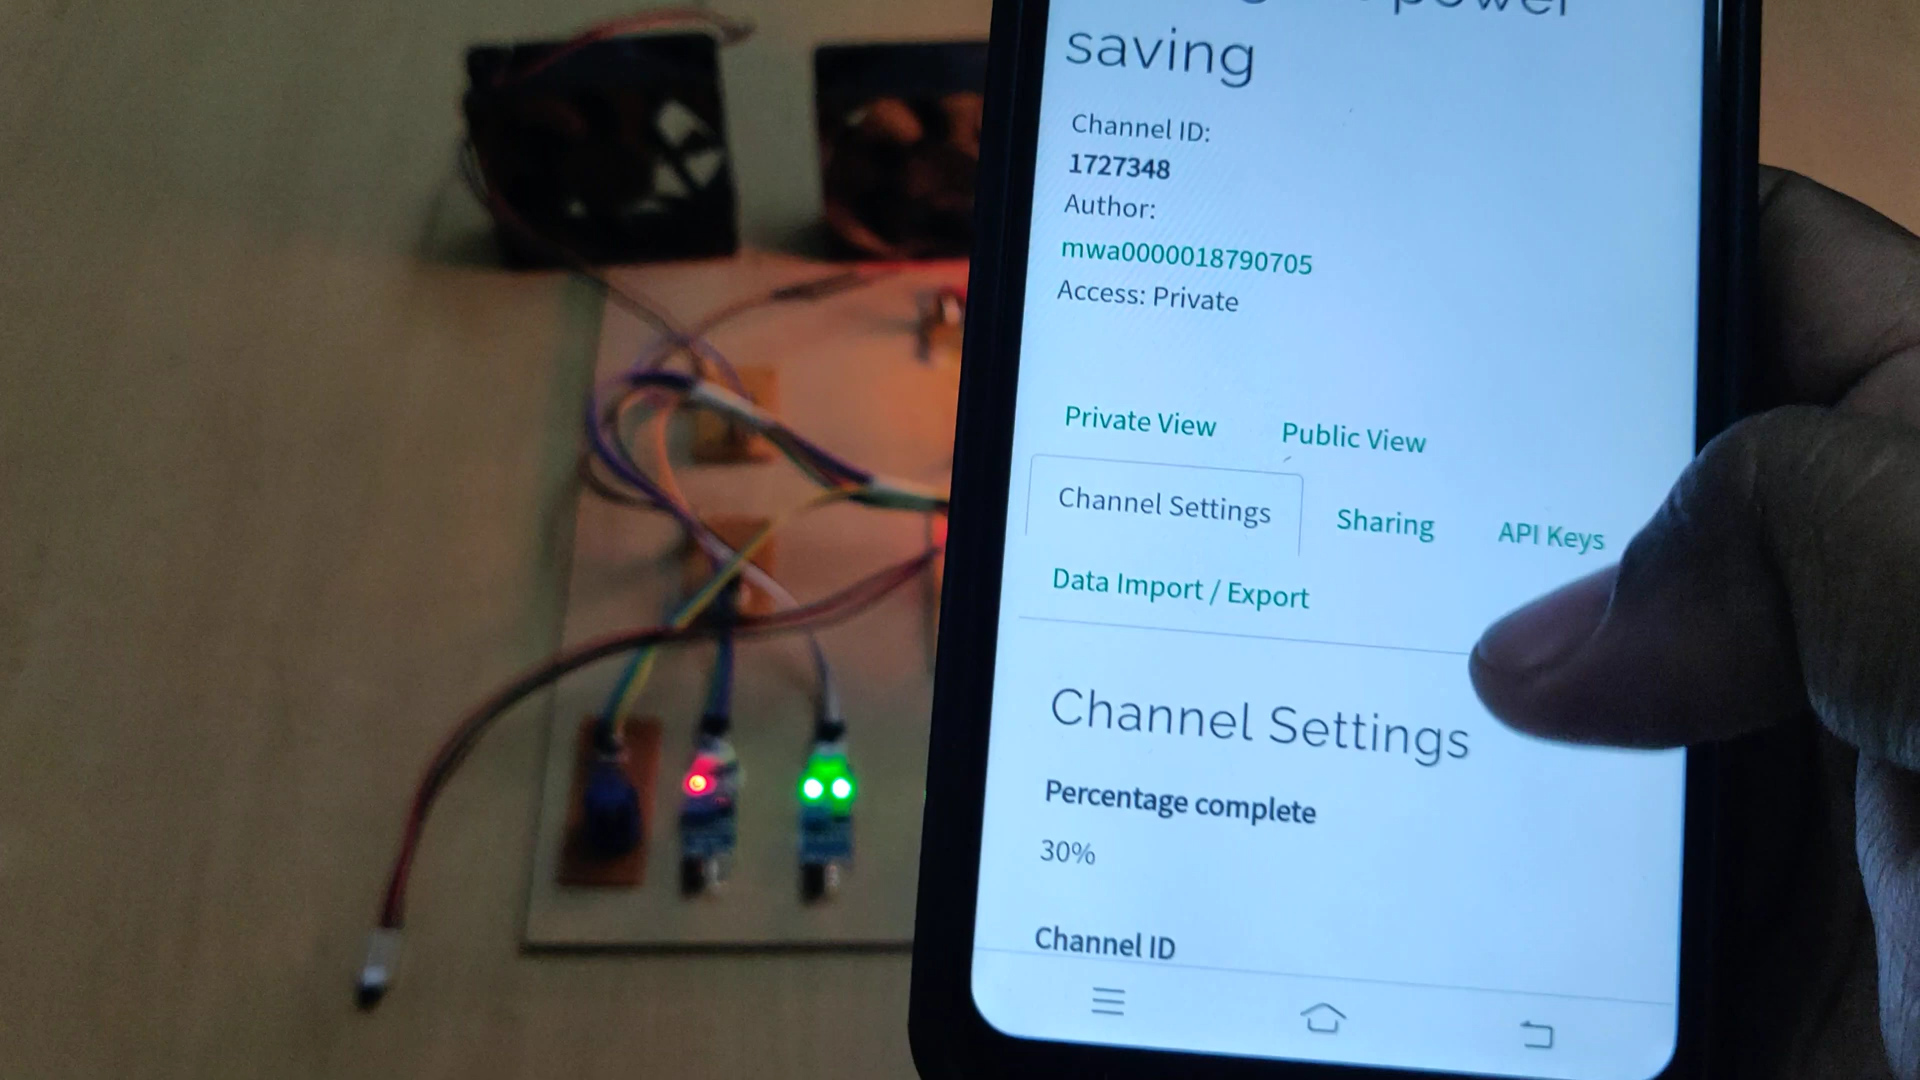 power
saving
Channel ID:
1727348
Author:
mwa0000018790705
Access: Private
Private View Public View
Channel Settings Sharing API Keys
Data Import / Export
Channel Settings
Percentage complete
30%
Channel ID